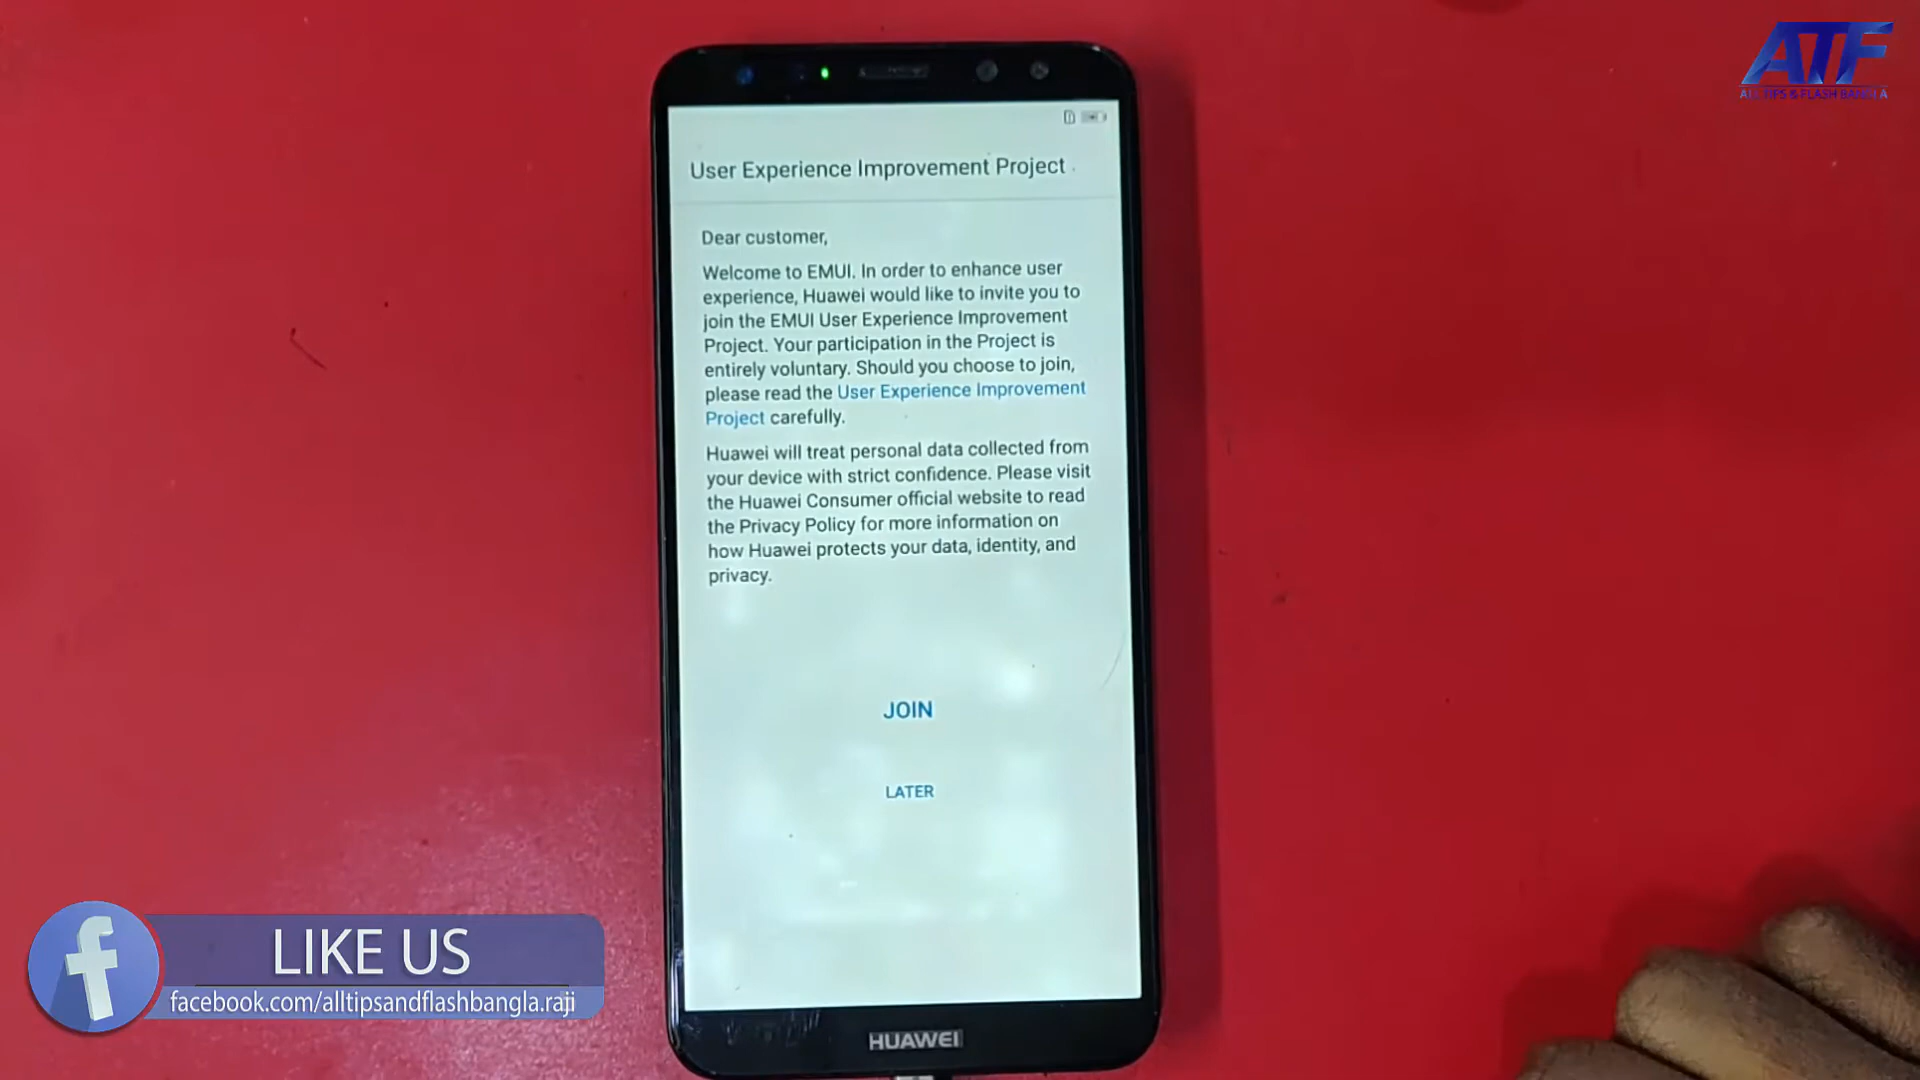 ATF
ALL TIPS & FLASH BANGLA
User Experience Improvement Project
Dear customer,
Welcome to EMUI. In order to enhance user
experience, Huawei would like to invite you to
join the EMUI User Experience Improvement
Project. Your participation in the Project is
entirely voluntary. Should you choose to join,
please read the User Experience Improvement
Project carefully.
Huawei will treat personal data collected from
your device with strict confidence. Please visit
the Huawei Consumer official website to read
the Privacy Policy for more information on
how Huawei protects your data, identity, and
privacy.
JOIN
LATER
HUAWEI
f
LIKE US
facebook.com/alltipsandflashbangla.raji